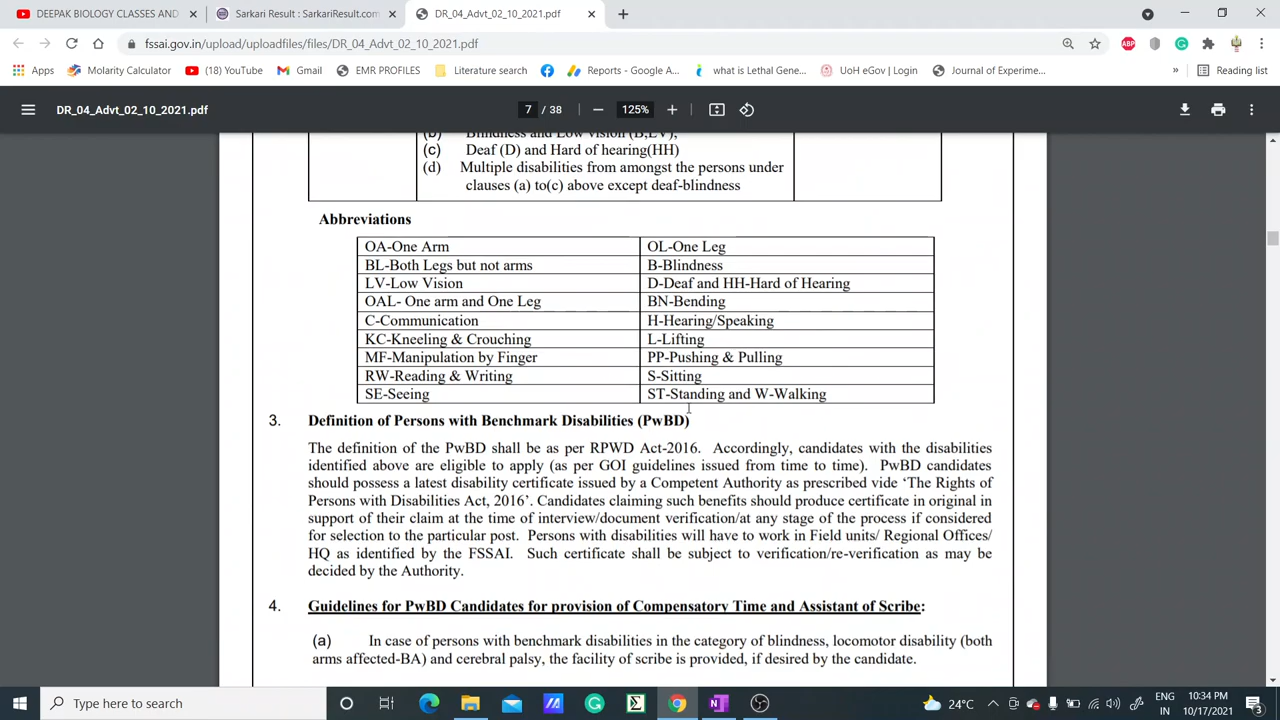 DEEPAK BIOLOGY CLASSES AND
Sarkari Result : SarkariResult.com
DR_04_Advt_02_10_2021.pdf
fssai.gov.in/upload/uploadfiles/files/DR_04_Advt_02_10_2021.pdf
ABP
Apps Molarity Calculator (18) YouTube Gmail EMR PROFILES Literature search Reports - Google A... what is Lethal Gene... UoH eGov | Login Journal of Experime... » Reading list
DR_04_Advt_02_10_2021.pdf 7 / 38 125%
(b) Blindness and Low vision (B,LV),
(c) Deaf (D) and Hard of hearing(HH)
(d) Multiple disabilities from amongst the persons under
clauses (a) to(c) above except deaf-blindness
Abbreviations
OA-One Arm OL-One Leg
BL-Both Legs but not arms B-Blindness
LV-Low Vision D-Deaf and HH-Hard of Hearing
OAL- One arm and One Leg BN-Bending
C-Communication H-Hearing/Speaking
KC-Kneeling & Crouching L-Lifting
MF-Manipulation by Finger PP-Pushing & Pulling
RW-Reading & Writing S-Sitting
SE-Seeing ST-Standing and W-Walking
3. Definition of Persons with Benchmark Disabilities (PwBD)
The definition of the PwBD shall be as per RPWD Act-2016. Accordingly, candidates with the disabilities
identified above are eligible to apply (as per GOI guidelines issued from time to time). PwBD candidates
should possess a latest disability certificate issued by a Competent Authority as prescribed vide ‘The Rights of
Persons with Disabilities Act, 2016’. Candidates claiming such benefits should produce certificate in original in
support of their claim at the time of interview/document verification/at any stage of the process if considered
for selection to the particular post. Persons with disabilities will have to work in Field units/ Regional Offices/
HQ as identified by the FSSAI. Such certificate shall be subject to verification/re-verification as may be
decided by the Authority.
4. Guidelines for PwBD Candidates for provision of Compensatory Time and Assistant of Scribe:
(a) In case of persons with benchmark disabilities in the category of blindness, locomotor disability (both
arms affected-BA) and cerebral palsy, the facility of scribe is provided, if desired by the candidate.
Type here to search
24°C
ENG
IN
10:34 PM
10/17/2021
3